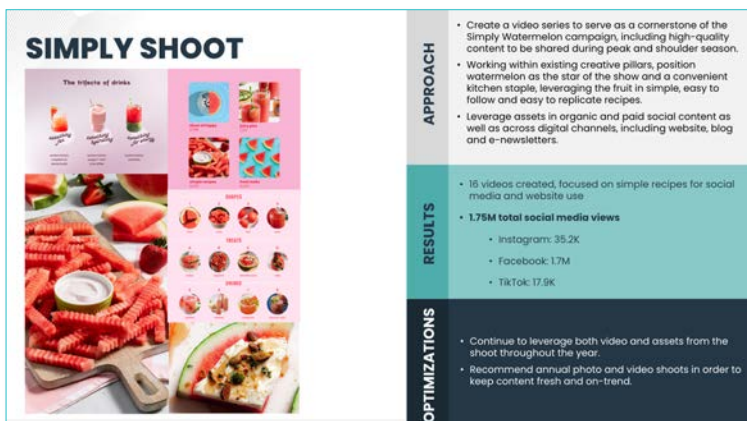 SIMPLY SHOOT
The trifecta of drinks
APPROACH
• Create a video series to serve as a cornerstone of the
Simply Watermelon campaign, including high-quality
content to be shared during peak and shoulder season.
• Working within existing creative pillars, position
watermelon as the star of the show and a convenient
kitchen staple, leveraging the fruit in simple, easy to
follow and easy to replicate recipes.
• Leverage assets in organic and paid social content as
well as across digital channels, including website, blog
and e-newsletters.
RESULTS
• 16 videos created, focused on simple recipes for social
media and website use
• 1.75M total social media views
• Instagram: 35.2K
• Facebook: 1.7M
• TikTok: 17.9K
OPTIMIZATIONS
• Continue to leverage both video and assets from the
shoot throughout the year.
• Recommend annual photo and video shoots in order to
keep content fresh and on-trend.